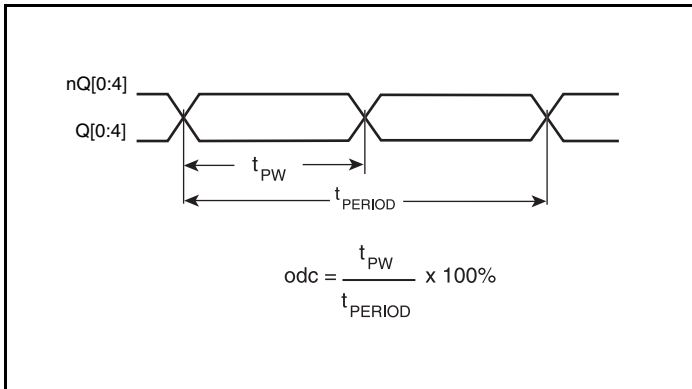 nQ[0:4]
Q[0:4]
tPW
tPERIOD
odc = tPW / tPERIOD x 100%